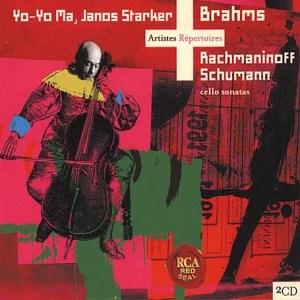 Yo-Yo Ma, Janos Starker
Brahms
Artistes Répertoires
Rachmaninoff
Schumann
cello sonatas
RCA
RED
SEAL
2CD